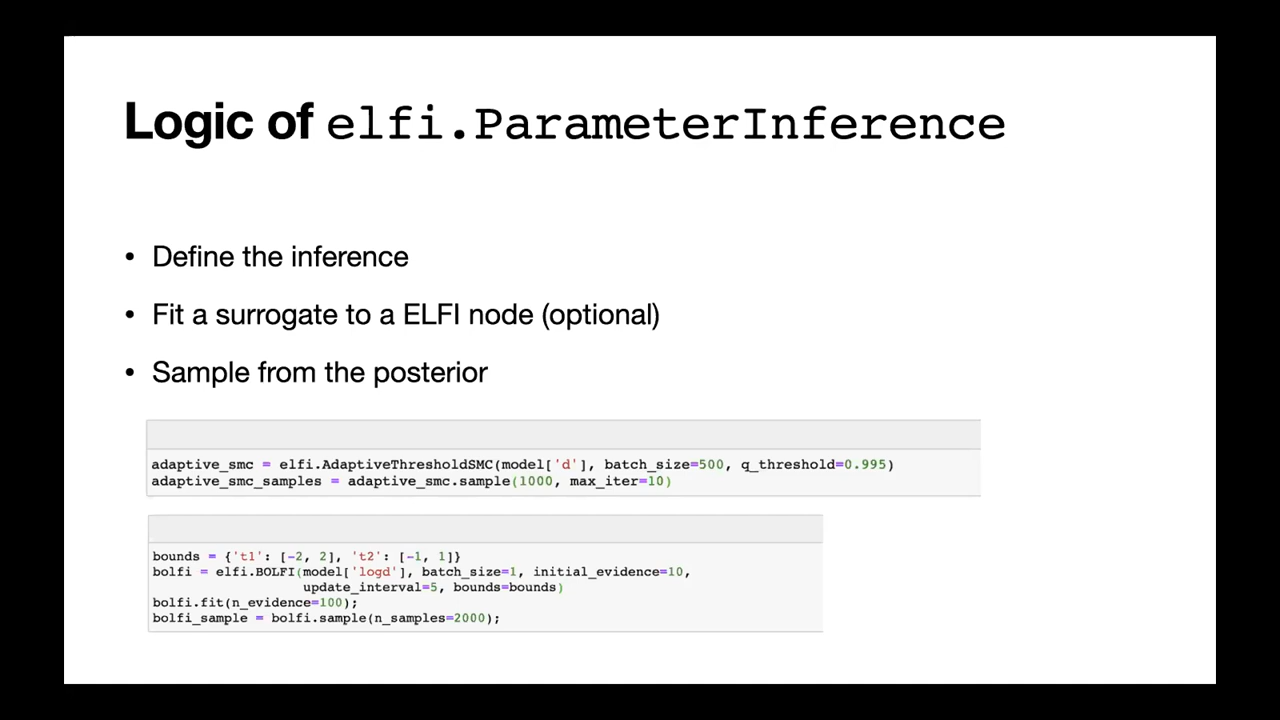 Logic of elfi.ParameterInference
• Define the inference
• Fit a surrogate to a ELFI node (optional)
• Sample from the posterior
adaptive_smc = elfi.AdaptiveThresholdSMC(model['d'], batch_size=500, q_threshold=0.995)
adaptive_smc_samples = adaptive_smc.sample(1000, max_iter=10)
bounds = {'t1': [-2, 2], 't2': [-1, 1]}
bolfi = elfi.BOLFI(model['logd'], batch_size=1, initial_evidence=10,
update_interval=5, bounds=bounds)
bolfi.fit(n_evidence=100);
bolfi_sample = bolfi.sample(n_samples=2000);